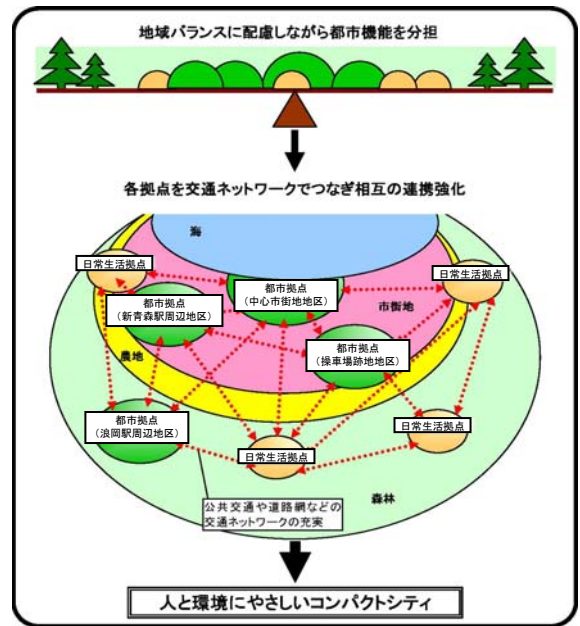 地域バランスに配慮しながら都市機能を分担
各拠点を交通ネットワークでつなぎ相互の連携強化
海
日常生活拠点
日常生活拠点
都市拠点
（中心市街地地区）
都市拠点
（新青森駅周辺地区）
市街地
農地
都市拠点
（操車場跡地地区）
都市拠点
（浪岡駅周辺地区）
日常生活拠点
日常生活拠点
公共交通や道路網などの
交通ネットワークの充実
森林
人と環境にやさしいコンパクトシティ